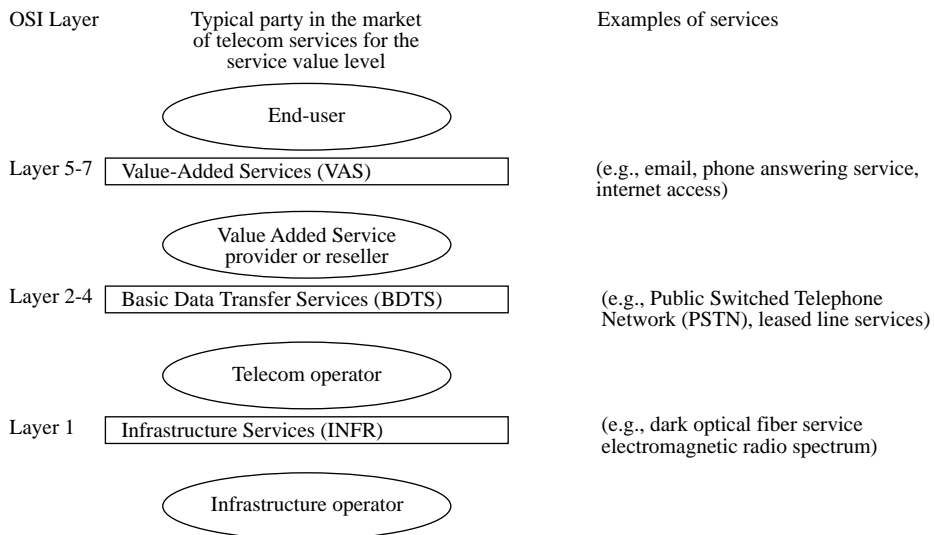 OSI Layer
Typical party in the market
of telecom services for the
service value level
Examples of services
End-user
Layer 5-7
Value-Added Services (VAS)
(e.g., email, phone answering service,
internet access)
Value Added Service
provider or reseller
Layer 2-4
Basic Data Transfer Services (BDTS)
(e.g., Public Switched Telephone
Network (PSTN), leased line services)
Telecom operator
Layer 1
Infrastructure Services (INFR)
(e.g., dark optical fiber service
electromagnetic radio spectrum)
Infrastructure operator